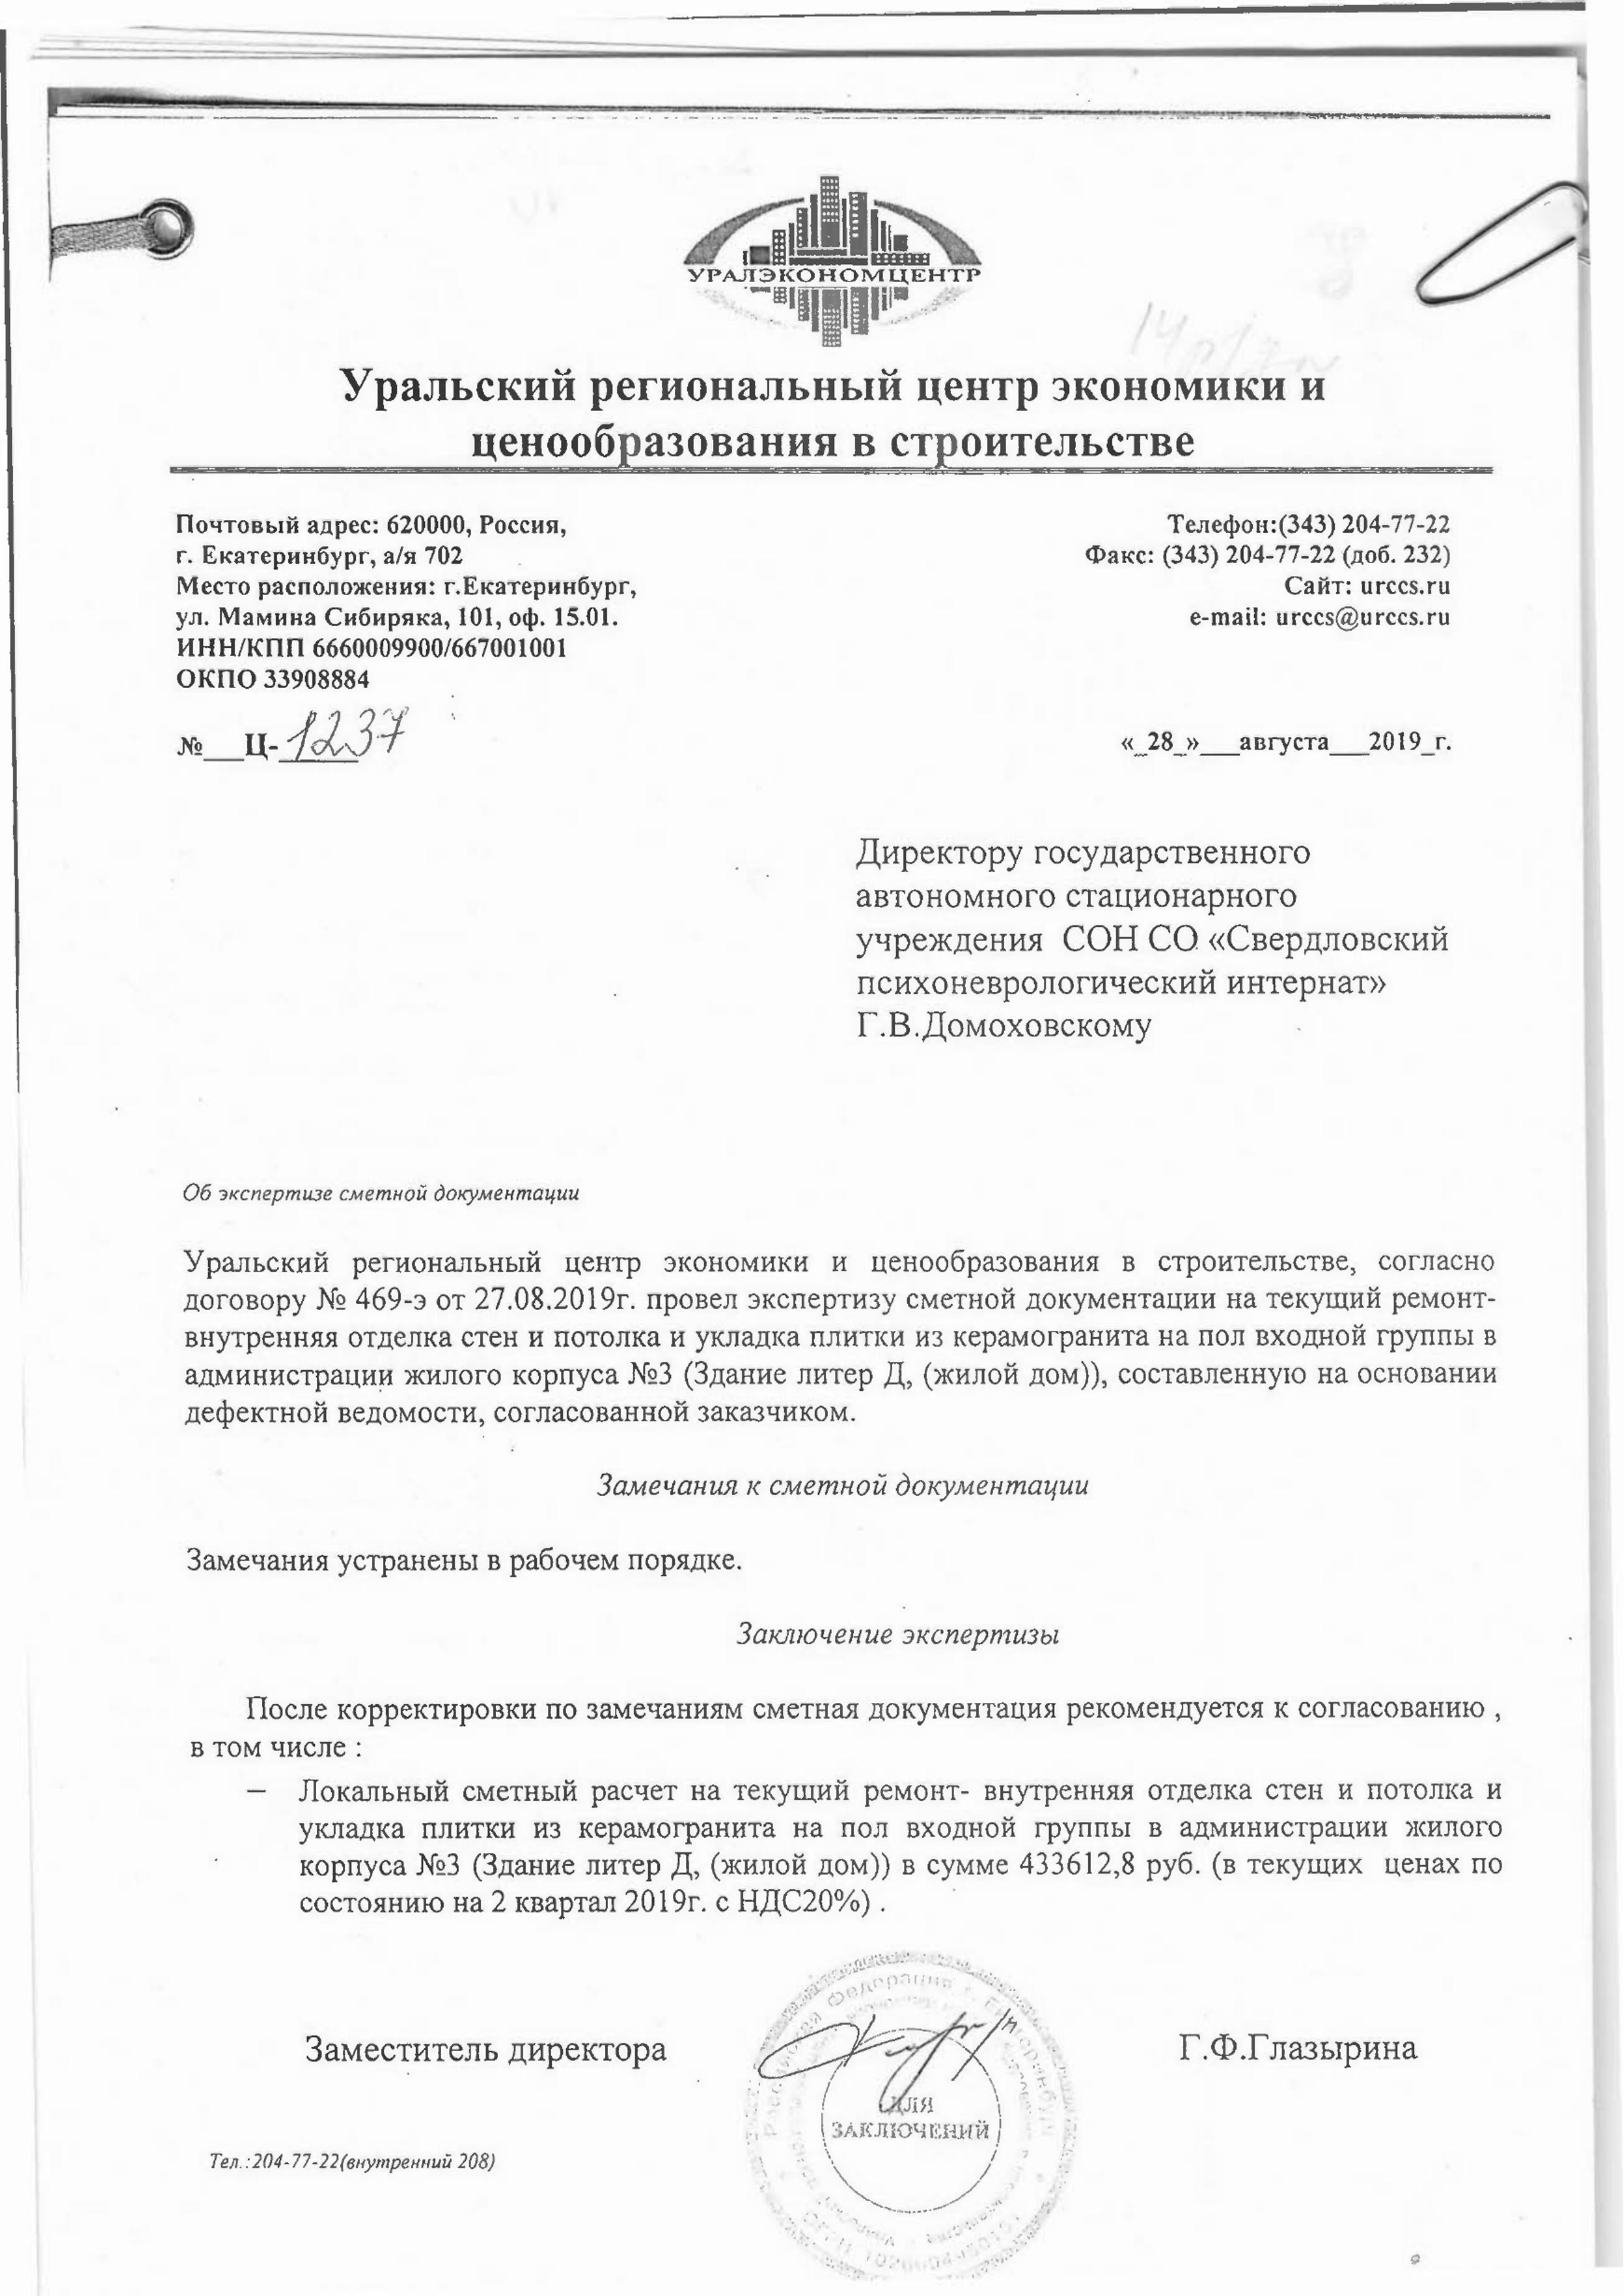 УРАЛЭКОНОМЦЕНТР
Уральский региональный центр экономики и
ценообразования в строительстве
Почтовый адрес: 620000, Россия,
г. Екатеринбург, а/я 702
Место расположения: г.Екатеринбург,
ул. Мамина Сибиряка, 101, оф. 15.01.
ИНН/КПП 6660009900/667001001
ОКПО 33908884
Телефон:(343) 204-77-22
Факс: (343) 204-77-22 (доб. 232)
Сайт: urccs.ru
e-mail: urccs@urccs.ru
№___Ц-1237
«_28_»___августа___2019_г.
Директору государственного
автономного стационарного
учреждения СОН СО «Свердловский
психоневрологический интернат»
Г.В.Домоховскому
Об экспертизе сметной документации
Уральский региональный центр экономики и ценообразования в строительстве, согласно
договору № 469-э от 27.08.2019г. провел экспертизу сметной документации на текущий ремонт-
внутренняя отделка стен и потолка и укладка плитки из керамогранита на пол входной группы в
администрации жилого корпуса №3 (Здание литер Д, (жилой дом)), составленную на основании
дефектной ведомости, согласованной заказчиком.
Замечания к сметной документации
Замечания устранены в рабочем порядке.
Заключение экспертизы
После корректировки по замечаниям сметная документация рекомендуется к согласованию ,
в том числе :
– Локальный сметный расчет на текущий ремонт- внутренняя отделка стен и потолка и
укладка плитки из керамогранита на пол входной группы в администрации жилого
корпуса №3 (Здание литер Д, (жилой дом)) в сумме 433612,8 руб. (в текущих ценах по
состоянию на 2 квартал 2019г. с НДС20%) .
Заместитель директора
Г.Ф.Глазырина
Российская Федерация
ДЛЯ
ЗАКЛЮЧЕНИЙ
Тел.:204-77-22(внутренний 208)